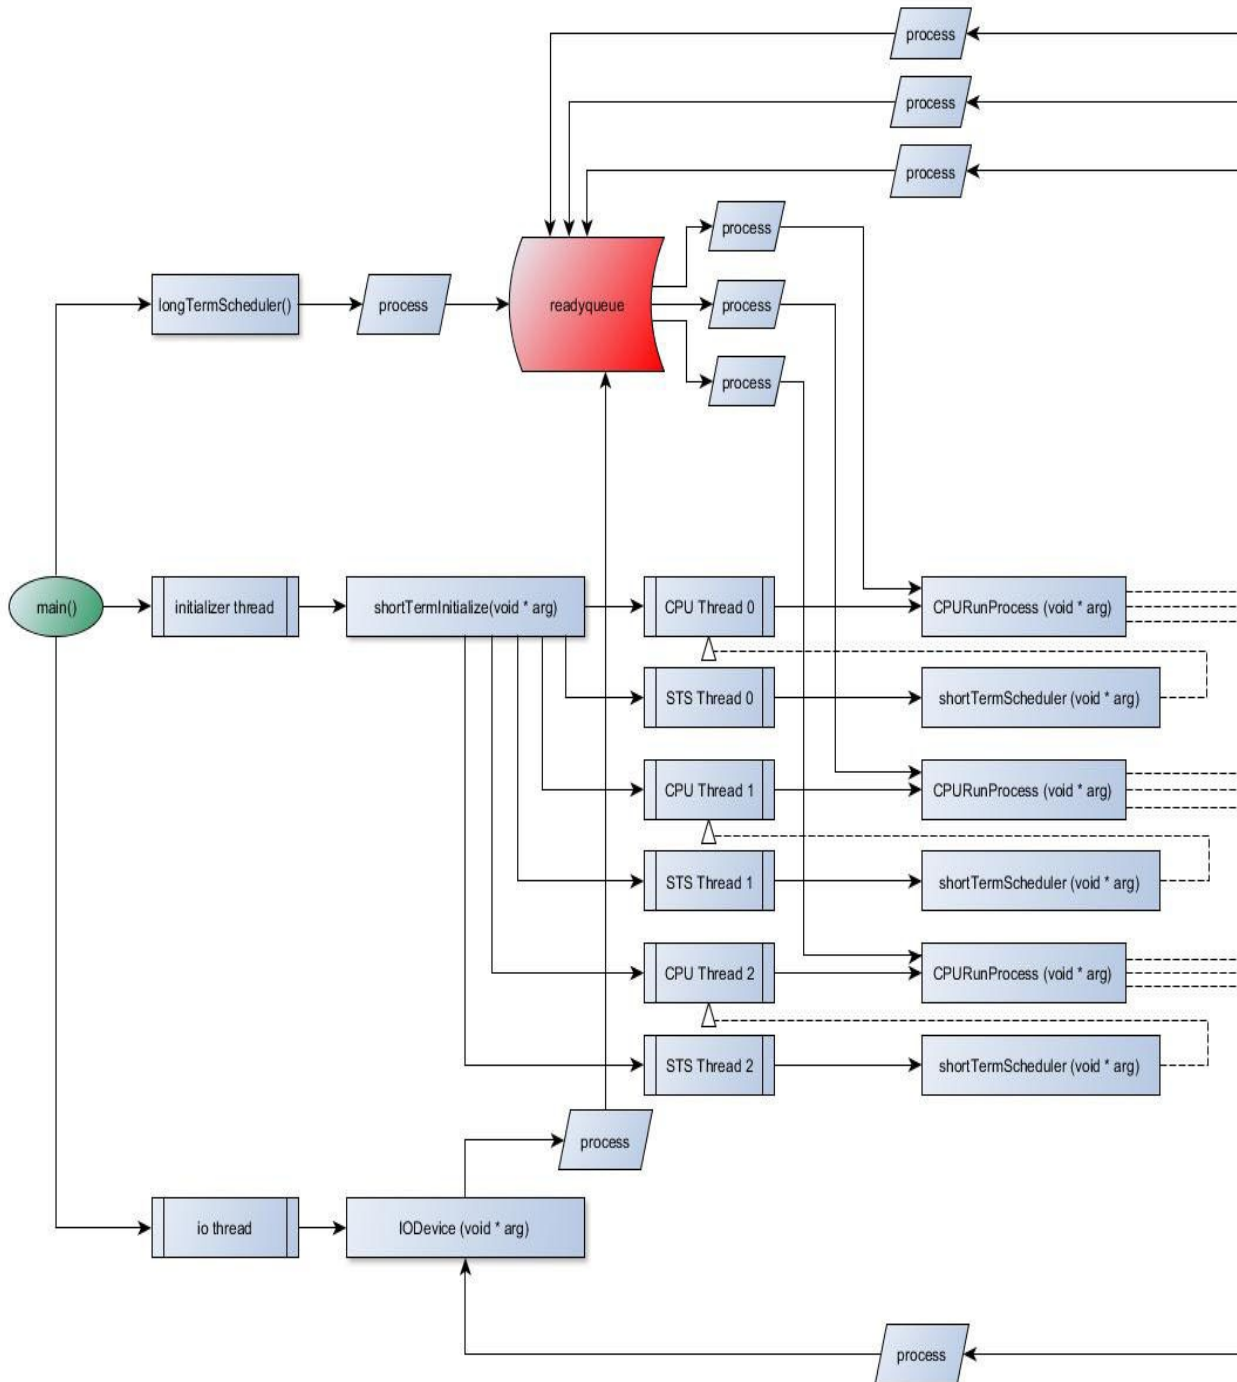 process
process
process
process
longTermScheduler()
process
readyqueue
process
process
main()
initializer thread
shortTermInitialize(void * arg)
CPU Thread 0
CPURunProcess (void * arg)
STS Thread 0
shortTermScheduler (void * arg)
CPU Thread 1
CPURunProcess (void * arg)
STS Thread 1
shortTermScheduler (void * arg)
CPU Thread 2
CPURunProcess (void * arg)
STS Thread 2
shortTermScheduler (void * arg)
process
io thread
IODevice (void * arg)
process